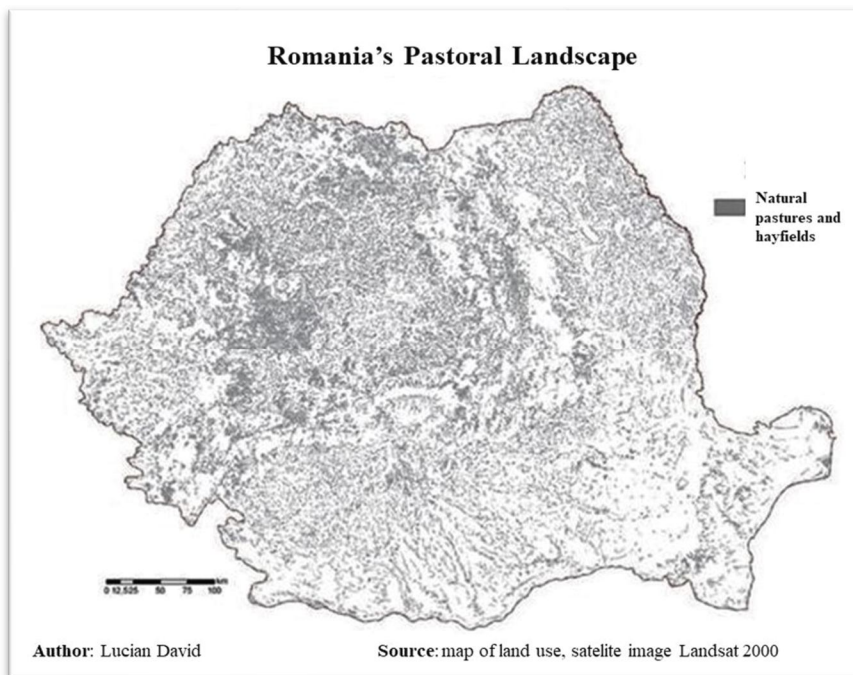 Romania’s Pastoral Landscape
Natural
pastures and
hayfields
km
0 12,525 50 75 100
Author: Lucian David
Source: map of land use, satelite image Landsat 2000